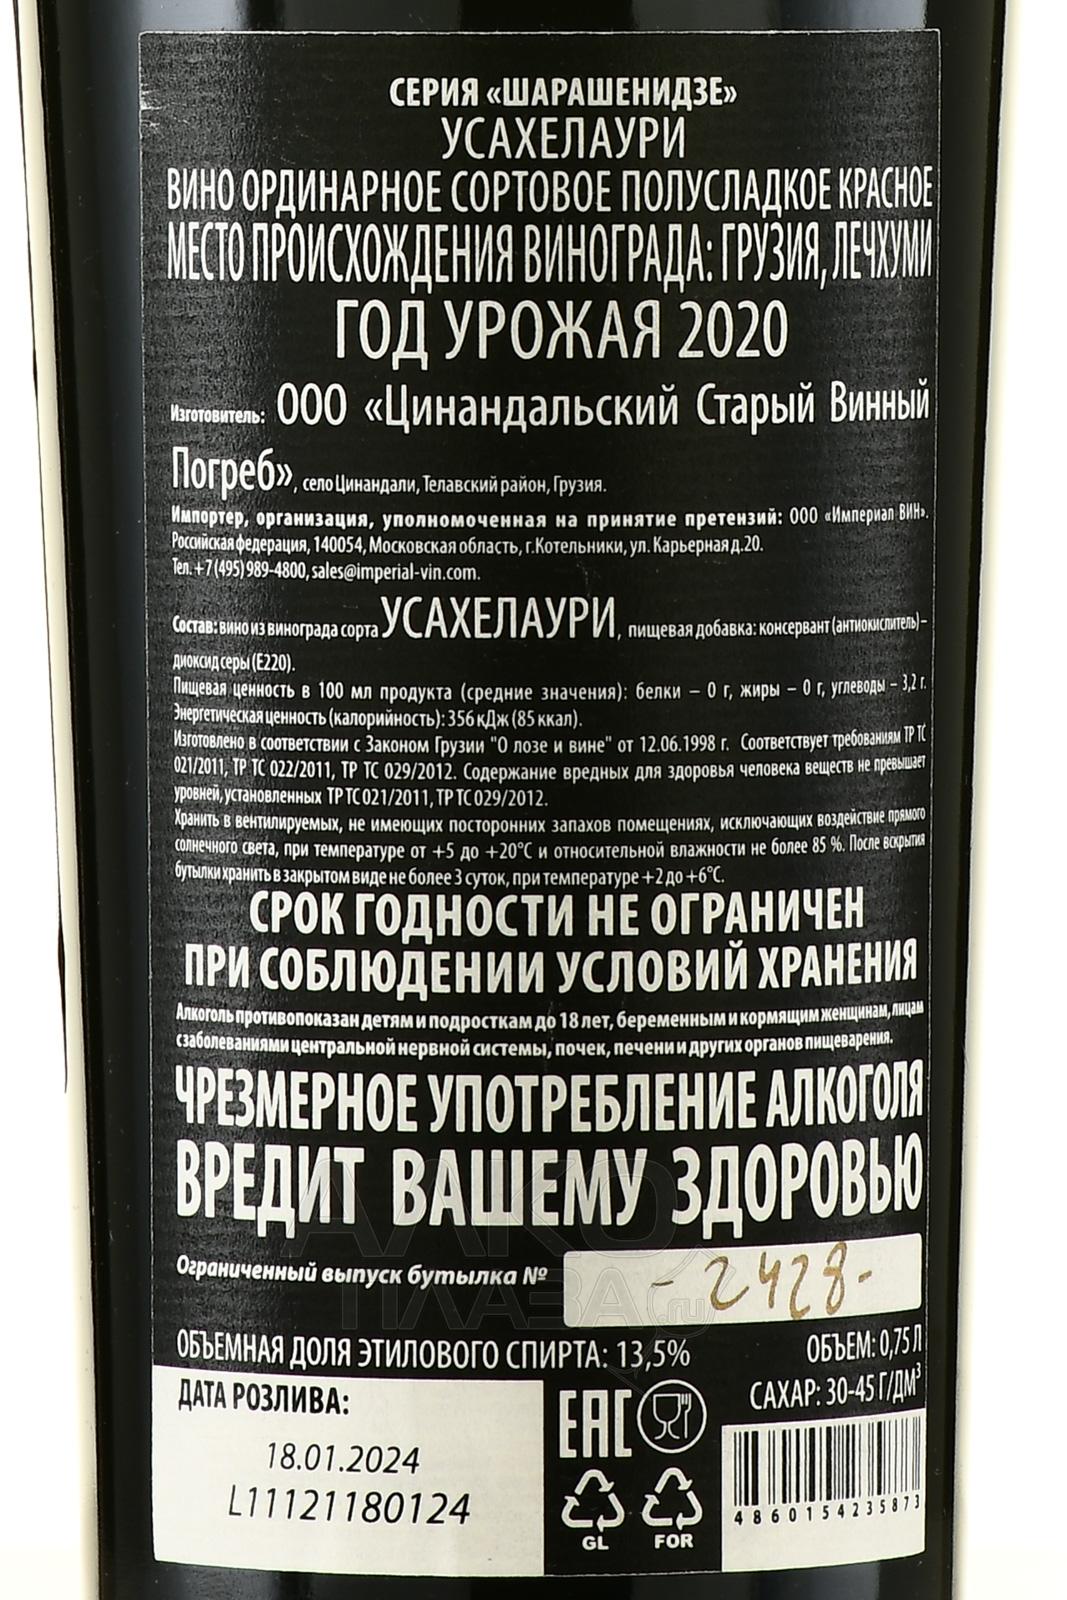 СЕРИЯ «ШАРАШЕНИДЗЕ»
УСАХЕЛАУРИ
ВИНО ОРДИНАРНОЕ СОРТОВОЕ ПОЛУСЛАДКОЕ КРАСНОЕ
МЕСТО ПРОИСХОЖДЕНИЯ ВИНОГРАДА: ГРУЗИЯ, ЛЕЧХУМИ
ГОД УРОЖАЯ 2020
Изготовитель: ООО «Цинандальский Старый Винный
Погреб», село Цинандали, Телавский район, Грузия.
Импортер, организация, уполномоченная на принятие претензий: ООО «Империал ВИН».
Российская федерация, 140054, Московская область, г.Котельники, ул. Карьерная д.20.
Тел. +7 (495) 989-4800, sales@imperial-vin.com.
Состав: вино из винограда сорта УСАХЕЛАУРИ, пищевая добавка: консервант (антиокислитель) –
диоксид серы (Е220).
Пищевая ценность в 100 мл продукта (средние значения): белки – 0 г, жиры – 0 г, углеводы – 3,2 г.
Энергетическая ценность (калорийность): 356 кДж (85 ккал).
Изготовлено в соответствии с Законом Грузии "О лозе и вине" от 12.06.1998 г. Соответствует требованиям ТР ТС
021/2011, ТР ТС 022/2011, ТР ТС 029/2012. Содержание вредных для здоровья человека веществ не превышает
уровней, установленных ТР ТС 021/2011, ТР ТС 029/2012.
Хранить в вентилируемых, не имеющих посторонних запахов помещениях, исключающих воздействие прямого
солнечного света, при температуре от +5 до +20°С и относительной влажности не более 85 %. После вскрытия
бутылки хранить в закрытом виде не более 3 суток, при температуре +2 до +6°С.
СРОК ГОДНОСТИ НЕ ОГРАНИЧЕН
ПРИ СОБЛЮДЕНИИ УСЛОВИЙ ХРАНЕНИЯ
Алкоголь противопоказан детям и подросткам до 18 лет, беременным и кормящим женщинам, лицам
с заболеваниями центральной нервной системы, почек, печени и других органов пищеварения.
ЧРЕЗМЕРНОЕ УПОТРЕБЛЕНИЕ АЛКОГОЛЯ
ВРЕДИТ ВАШЕМУ ЗДОРОВЬЮ
Ограниченный выпуск бутылка № -2428-
АЛКО
ПЛАЗА.ru
ОБЪЕМНАЯ ДОЛЯ ЭТИЛОВОГО СПИРТА: 13,5%
ОБЪЕМ: 0,75 Л
САХАР: 30-45 Г/ДМ³
ДАТА РОЗЛИВА:
18.01.2024
L11121180124
EAC
GL
FOR
4860154235873